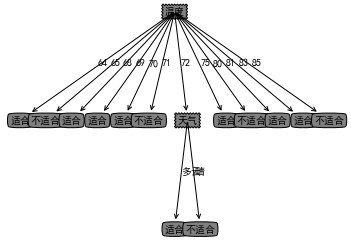 温度
64 65 68 69 70 71 72 75 80 81 83 85
适合 不适合 适合 适合 适合 不适合 天气 适合 不适合 适合 适合 不适合
多 晴
适合 不适合